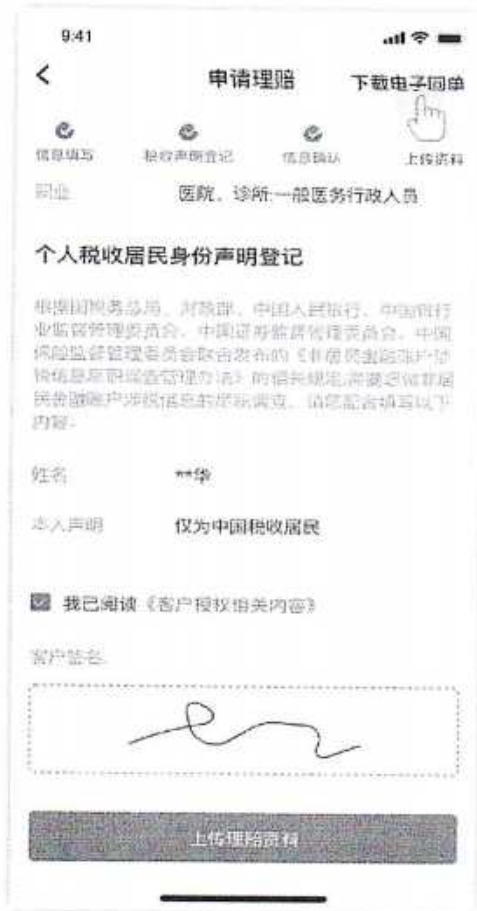 9:41
申请理赔 下载电子回单
信息填写 税收声明登记 信息确认 上传资料
职业 医院、诊所:一般医务行政人员
个人税收居民身份声明登记
根据国税务总局、财政部、中国人民银行、中国银行
业监督管理委员会、中国证券监督管理委员会、中国
保险监督管理委员会联合发布的《非居民金融账户涉
税信息尽职调查管理办法》的相关规定,需要您做非居
民金融账户涉税信息的尽职调查,请您配合填写以下
内容。
姓名 **华
本人声明 仅为中国税收居民
我已阅读《客户授权相关内容》
客户签名:
上传理赔资料